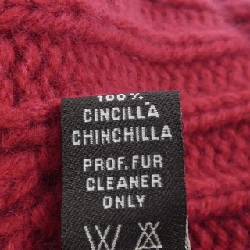 100%
CINCILLÀ
CHINCHILLA
PROF. FUR
CLEANER
ONLY